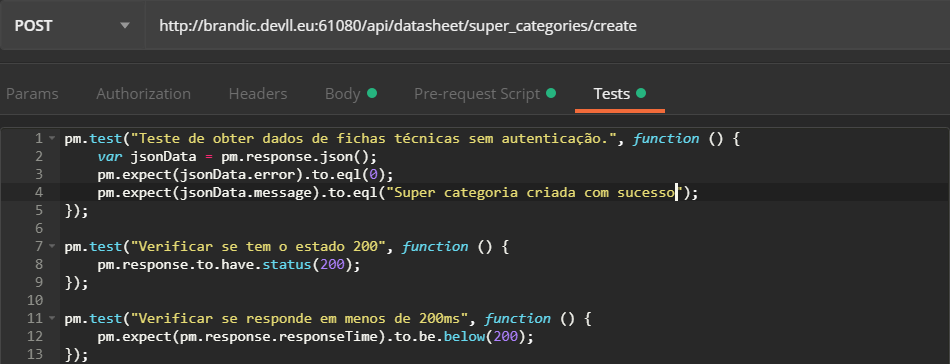 POST http://brandic.devll.eu:61080/api/datasheet/super_categories/create
Params Authorization Headers Body Pre-request Script Tests
1 pm.test("Teste de obter dados de fichas técnicas sem autenticação.", function () {
2 var jsonData = pm.response.json();
3 pm.expect(jsonData.error).to.eql(0);
4 pm.expect(jsonData.message).to.eql("Super categoria criada com sucesso");
5 });
6
7 pm.test("Verificar se tem o estado 200", function () {
8 pm.response.to.have.status(200);
9 });
10
11 pm.test("Verificar se responde em menos de 200ms", function () {
12 pm.expect(pm.response.responseTime).to.be.below(200);
13 });